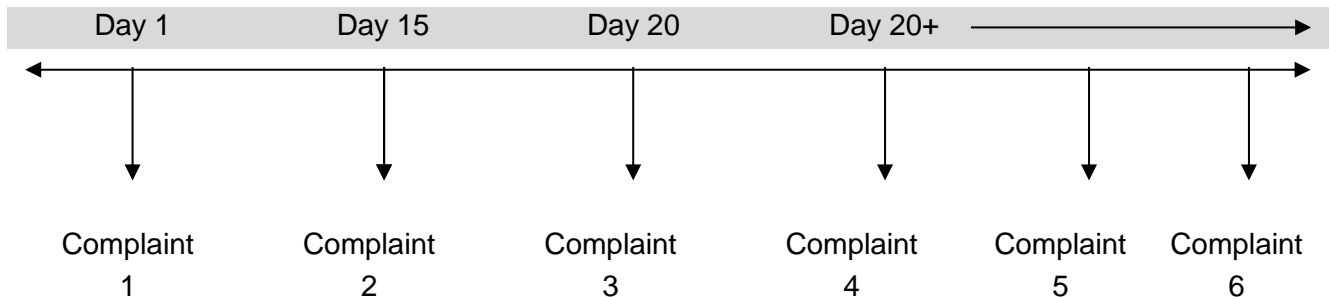 Day 1 Day 15 Day 20 Day 20+
Complaint Complaint Complaint Complaint Complaint Complaint
1 2 3 4 5 6